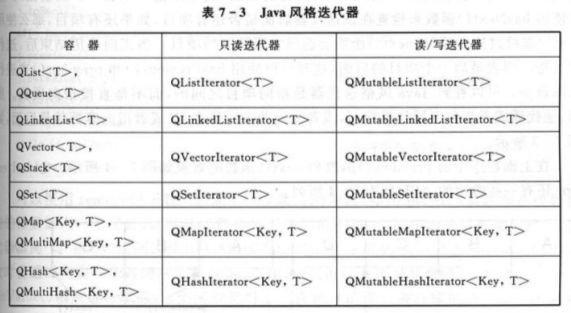 表 7-3 Java 风格迭代器
容 器 只读迭代器 读/写迭代器
QList<T>,
QQueue<T> QListIterator<T> QMutableListIterator<T>
QLinkedList<T> QLinkedListIterator<T> QMutableLinkedListIterator<T>
QVector<T>,
QStack<T> QVectorIterator<T> QMutableVectorIterator<T>
QSet<T> QSetIterator<T> QMutableSetIterator<T>
QMap<Key, T>,
QMultiMap<Key, T> QMapIterator<Key, T> QMutableMapIterator<Key, T>
QHash<Key, T>,
QMultiHash<Key, T> QHashIterator<Key, T> QMutableHashIterator<Key, T>